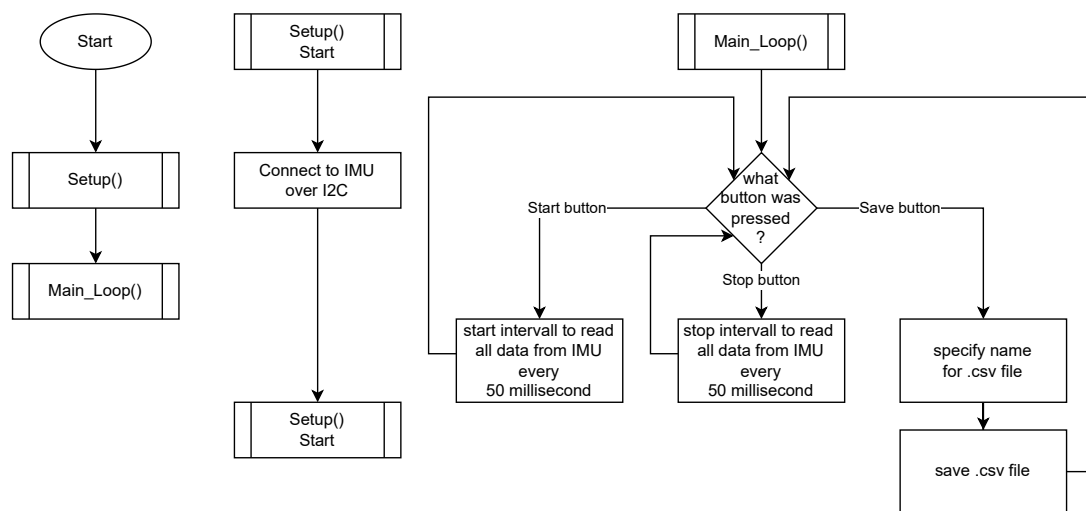 Start
Setup()
Main_Loop()
Setup()
Start
Connect to IMU
over I2C
Setup()
Start
Main_Loop()
what
button was
pressed
?
Start button
Stop button
Save button
start intervall to read
all data from IMU
every
50 millisecond
stop intervall to read
all data from IMU
every
50 millisecond
specify name
for .csv file
save .csv file